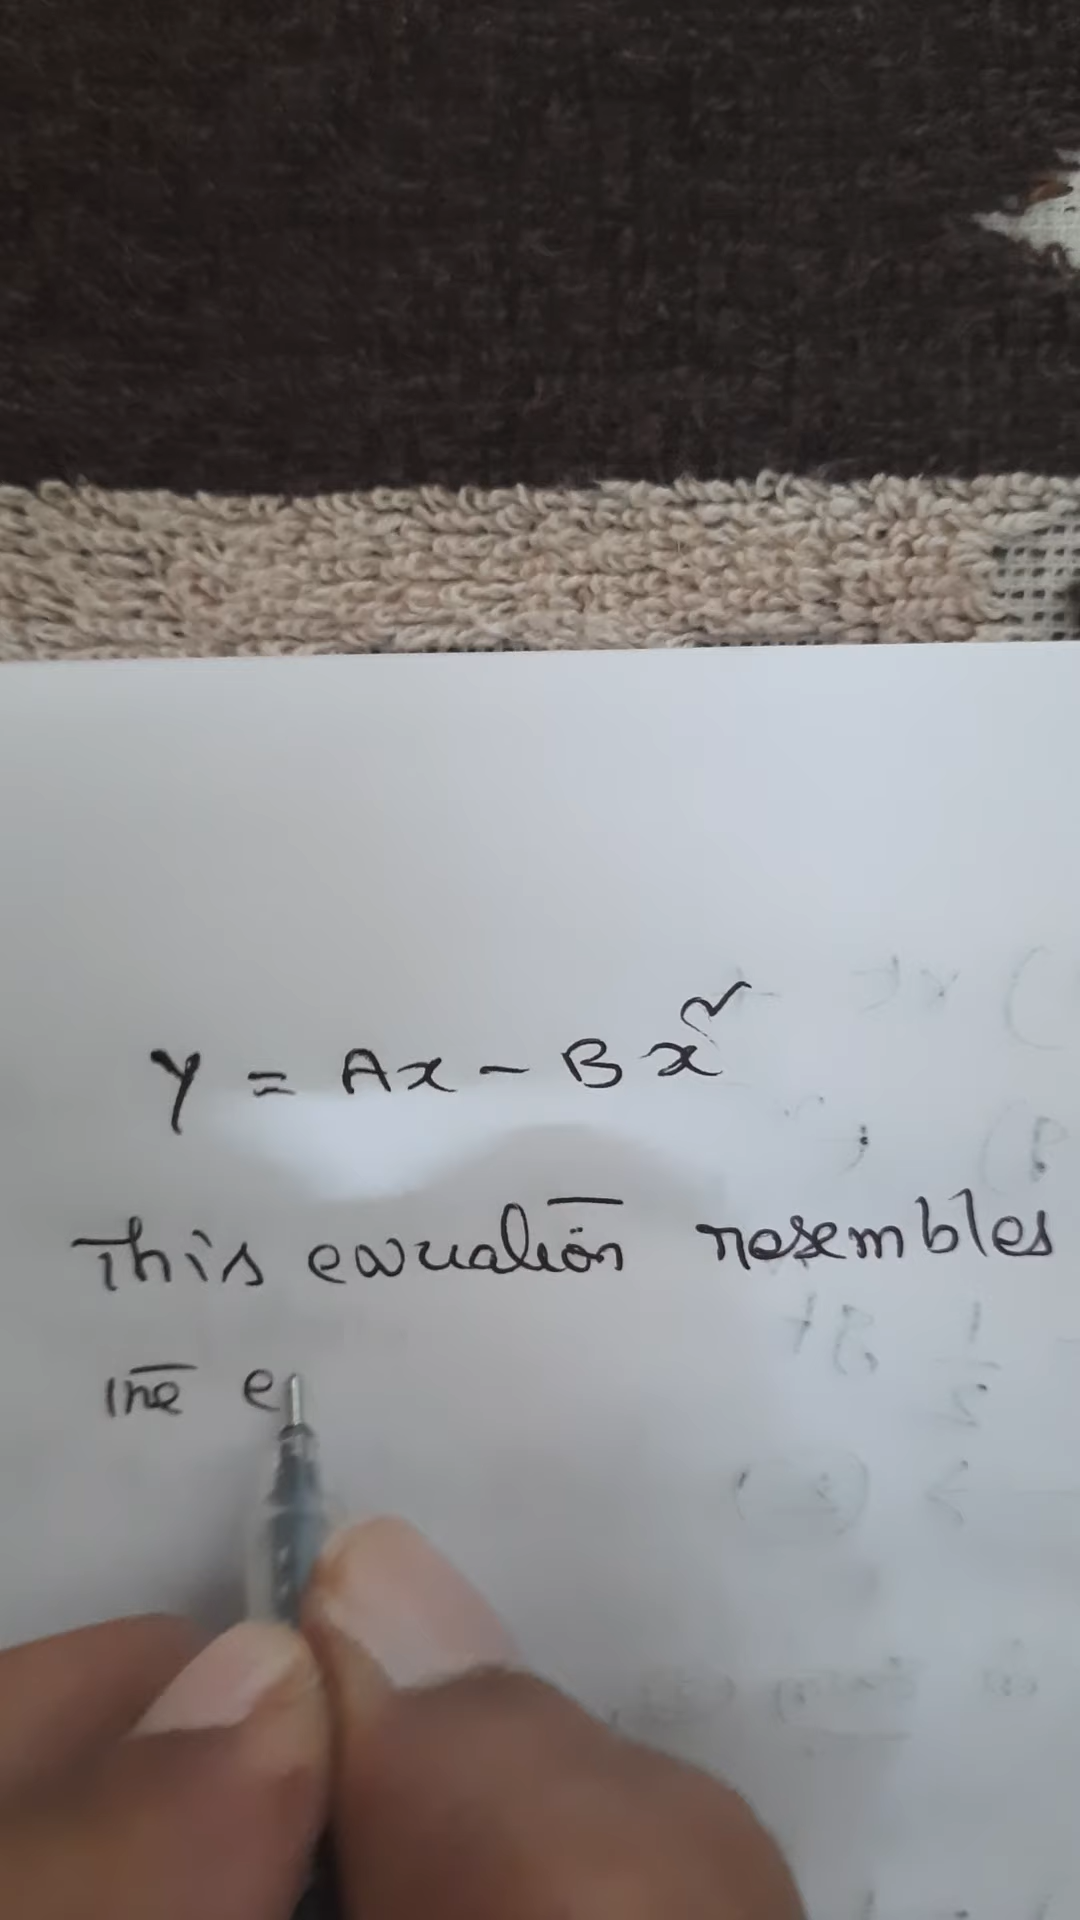 Y = Ax - Bx²
This equation resembles
the e